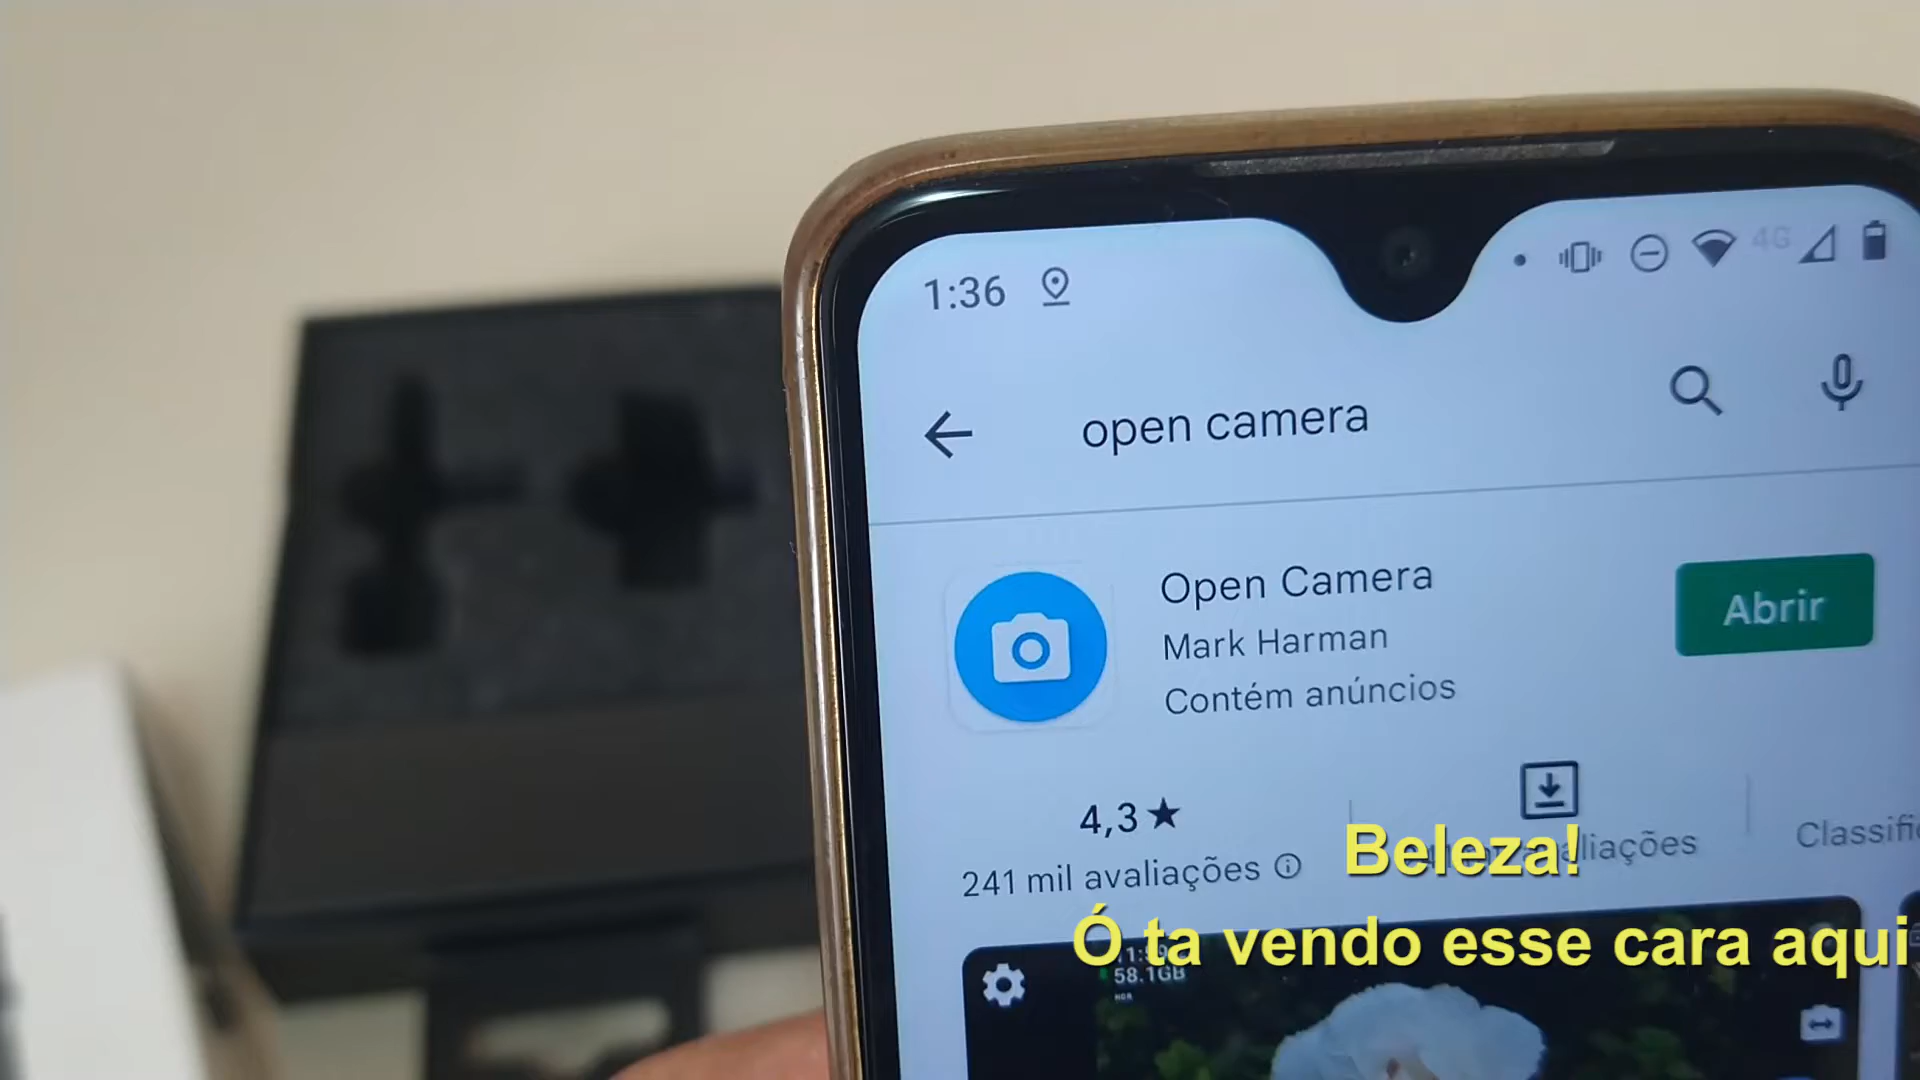 1:36
4G
open camera
Open Camera
Mark Harman
Contém anúncios
Abrir
4,3★
241 mil avaliações
Beleza!
Ó ta vendo esse cara aqui
58.1GB